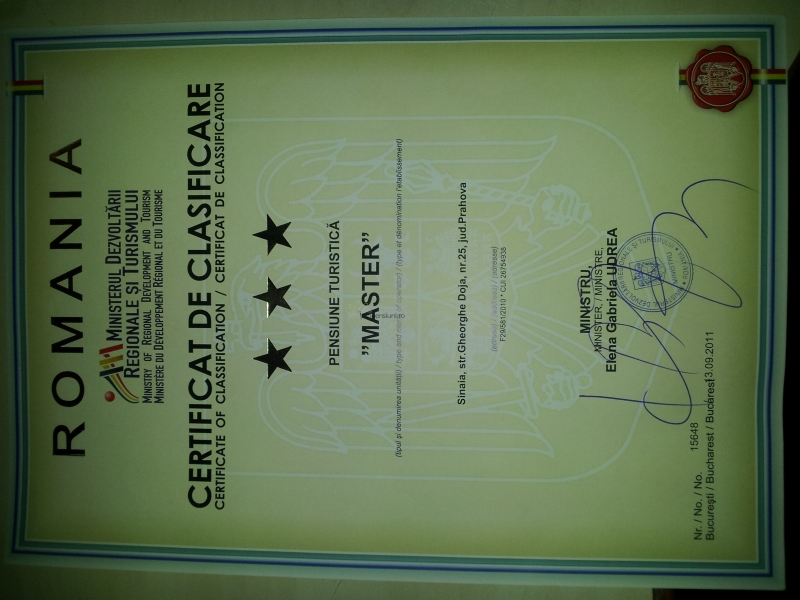 ROMANIA
MINISTERUL DEZVOLTĂRII
REGIONALE ȘI TURISMULUI
MINISTRY OF REGIONAL DEVELOPMENT AND TOURISM
MINISTÈRE DU DÉVELOPPEMENT RÉGIONAL ET DU TOURISME
CERTIFICAT DE CLASIFICARE
CERTIFICATE OF CLASSIFICATION / CERTIFICAT DE CLASSIFICATION
PENSIUNE TURISTICĂ
"MASTER"
(tipul și denumirea unității) / type and name of operator) / (type et dénomination l'etablissement)
Sinaia, str.Gheorghe Doja, nr.25, jud.Prahova
F29/581/2010 * CUI 26754938
MINISTRU,
MINISTER, / MINISTRE,
Elena Gabriela UDREA
Nr. / No. / No. 15648
București / Bucharest / Bucarest 13.09.2011